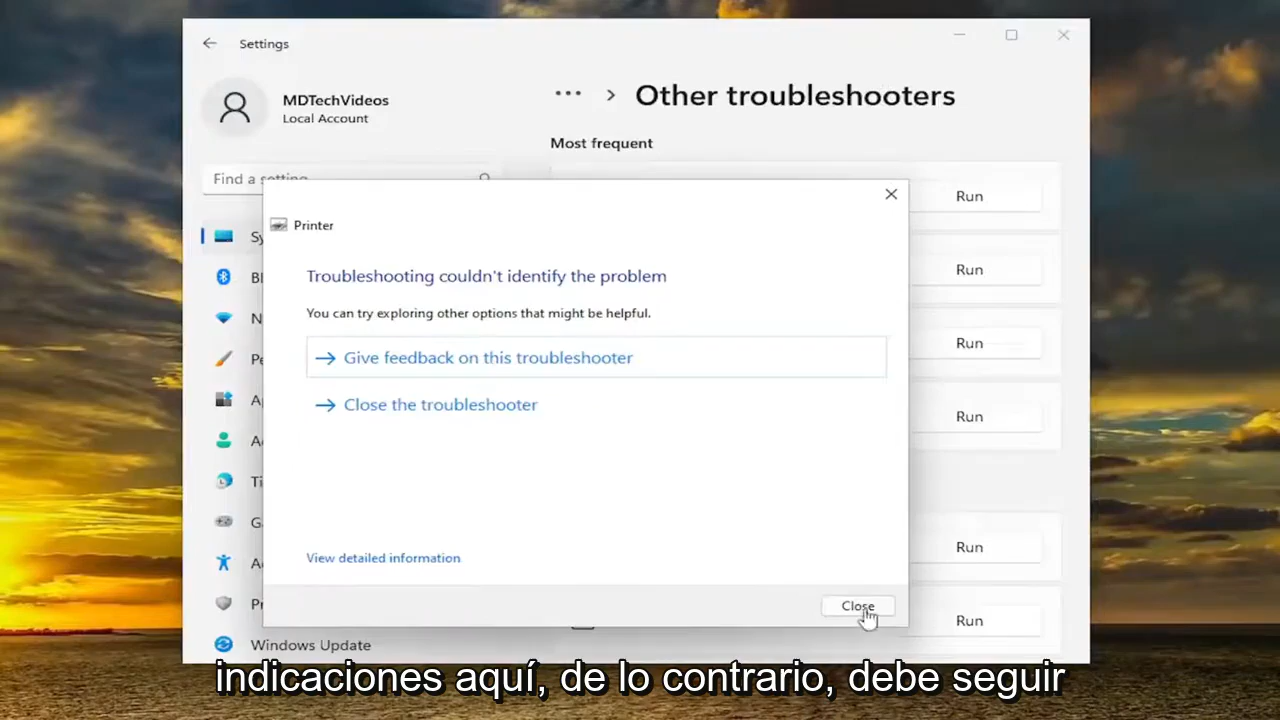 Settings
MDTechVideos
Local Account
Find a setting
Other troubleshooters
Most frequent
Run
Run
Run
Run
Run
Run
Printer
Troubleshooting couldn't identify the problem
You can try exploring other options that might be helpful.
Give feedback on this troubleshooter
Close the troubleshooter
View detailed information
Close
Windows Update
indicaciones aquí, de lo contrario, debe seguir